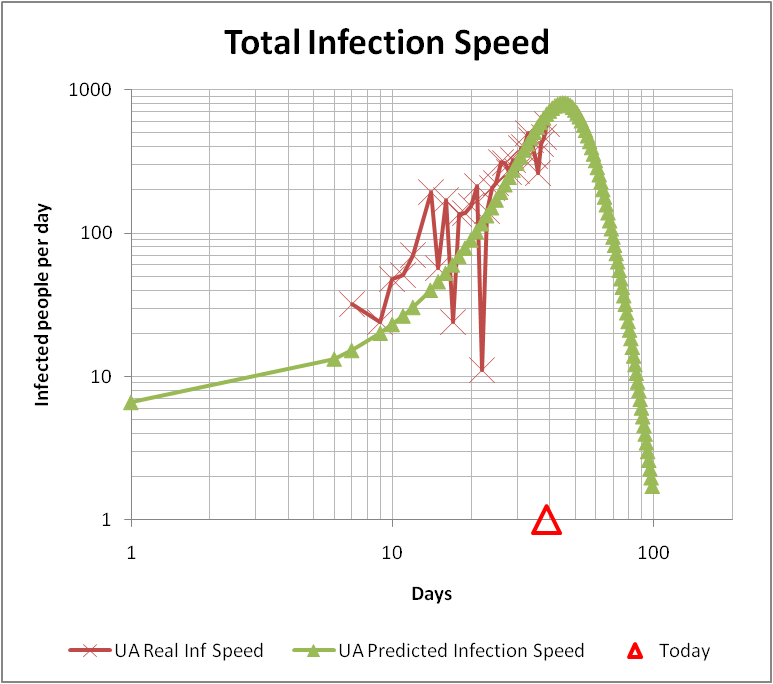 Total Infection Speed
1000
100
10
1
Infected people per day
1
10
100
Days
UA Real Inf Speed
UA Predicted Infection Speed
Today